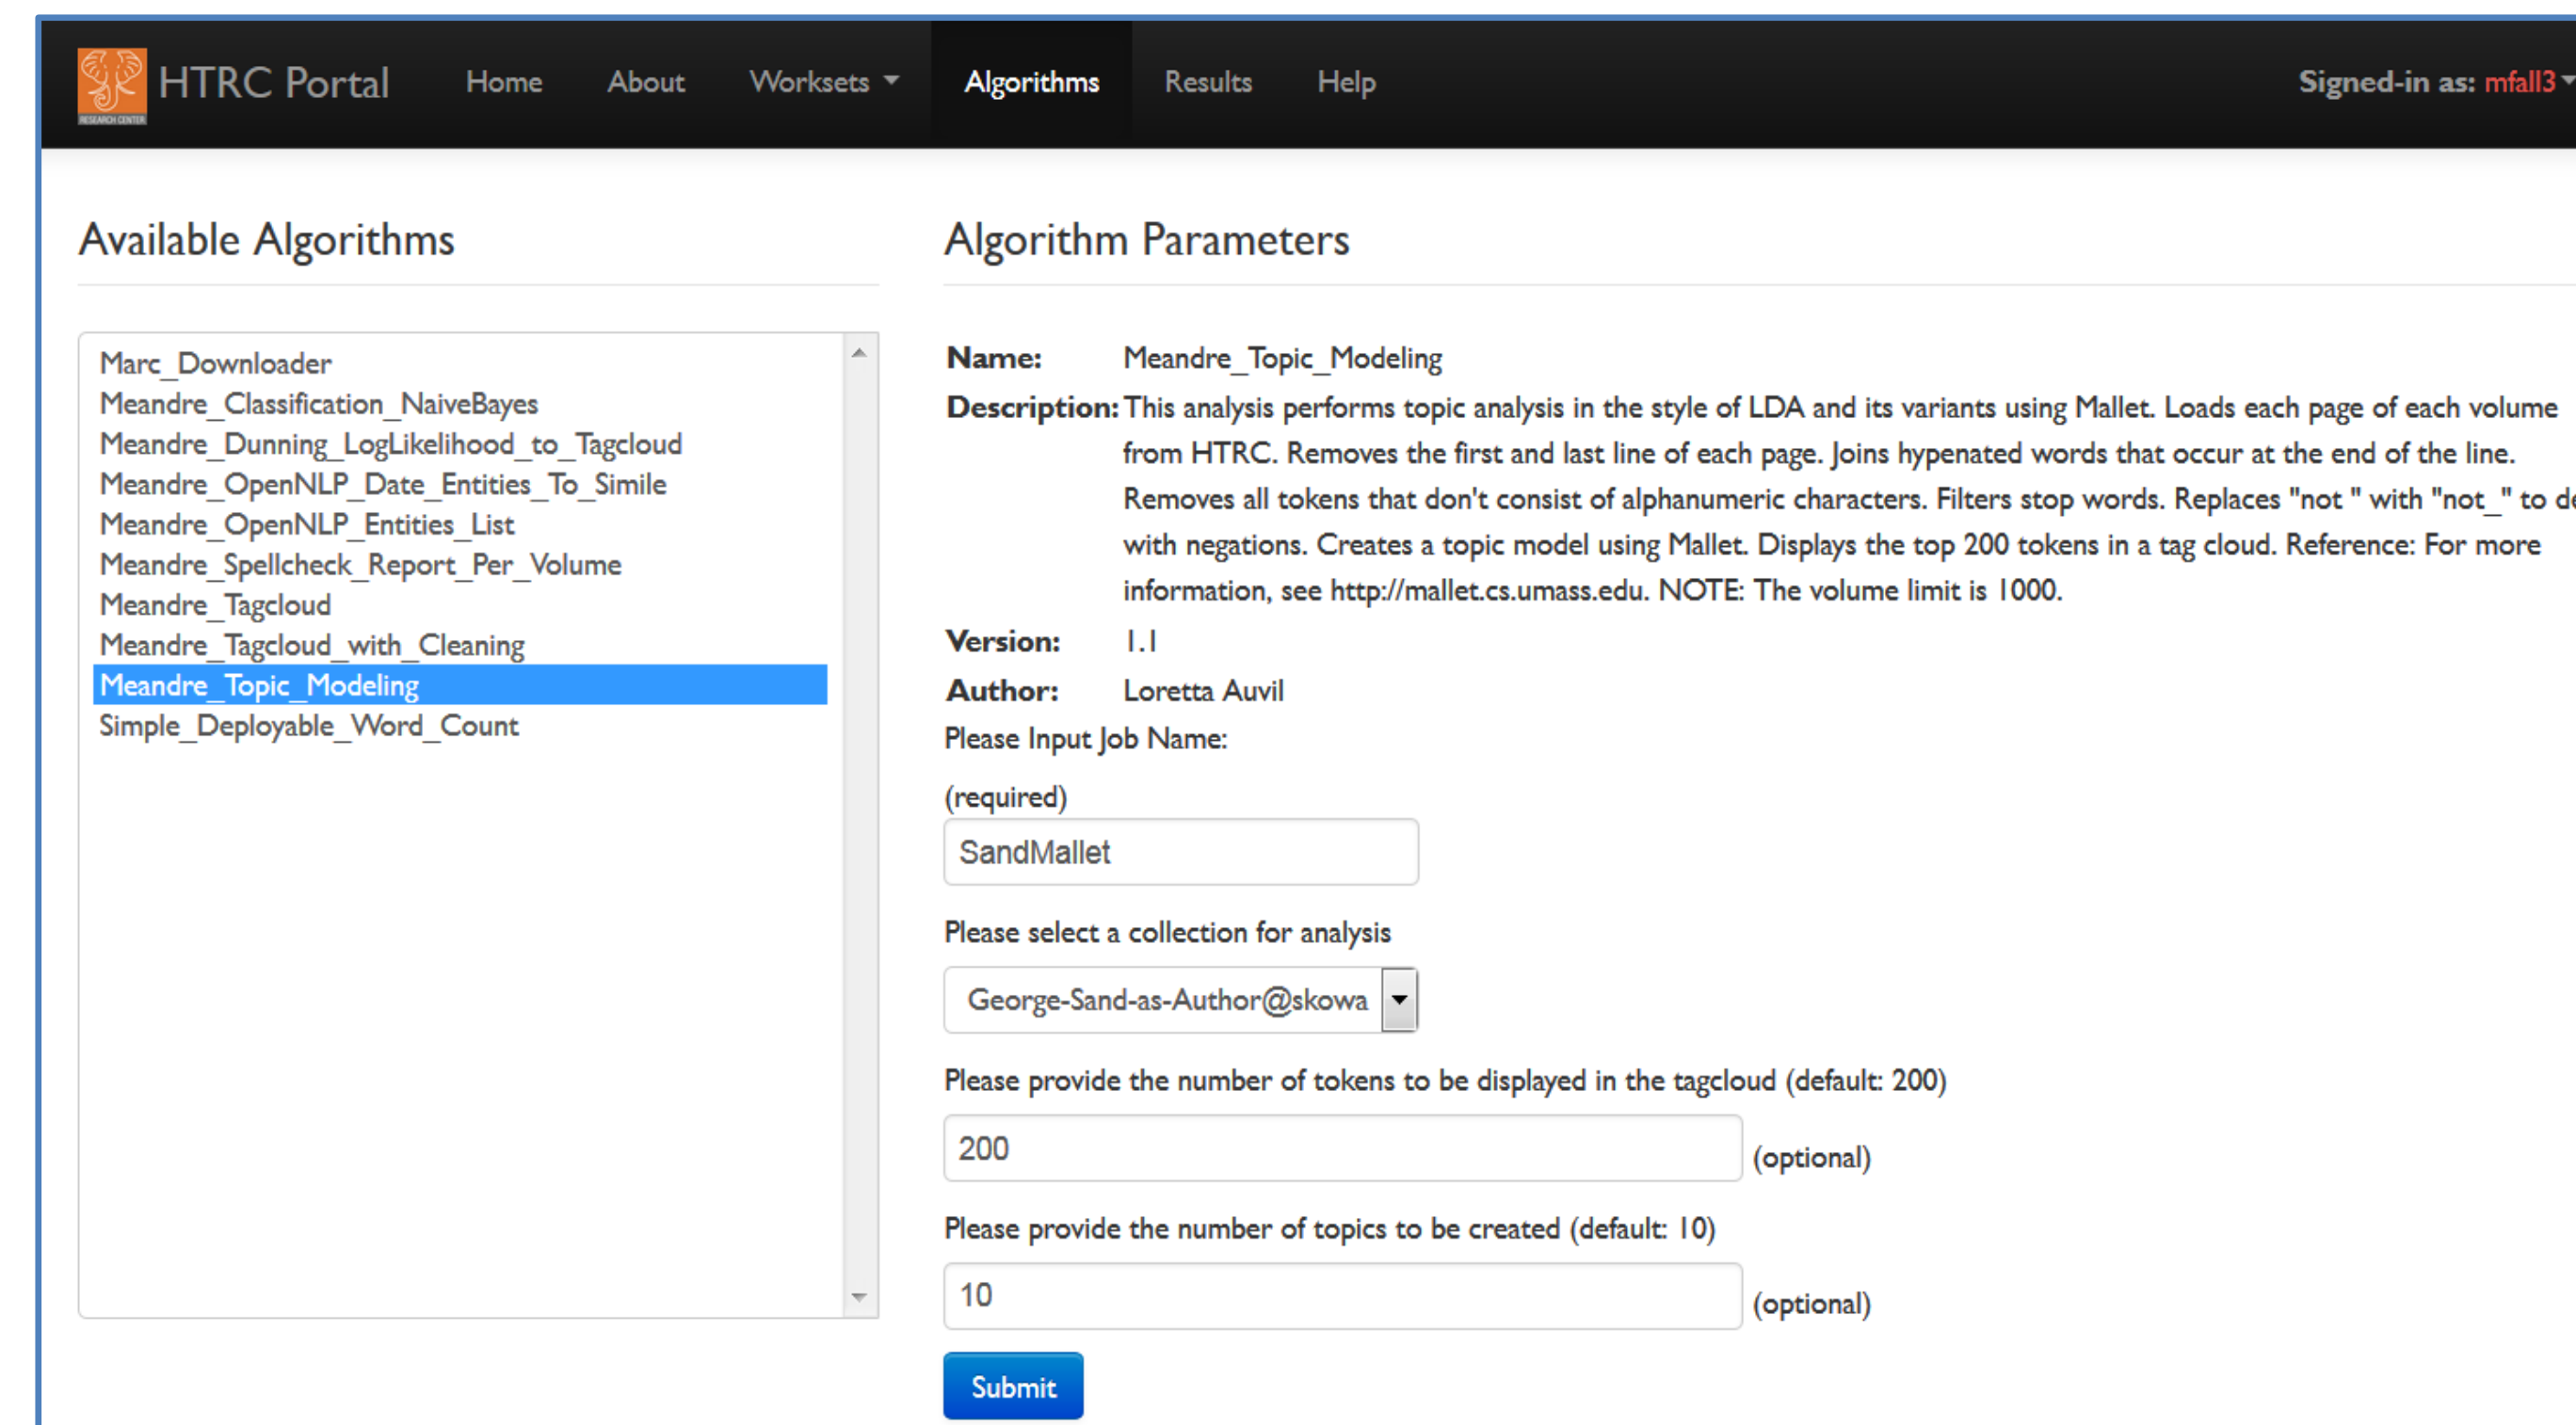 HTRC Portal Home About Worksets Algorithms Results Help Signed-in as: mfall3
RESEARCH CENTER
Available Algorithms
Marc_Downloader
Meandre_Classification_NaiveBayes
Meandre_Dunning_LogLikelihood_to_Tagcloud
Meandre_OpenNLP_Date_Entities_To_Simile
Meandre_OpenNLP_Entities_List
Meandre_Spellcheck_Report_Per_Volume
Meandre_Tagcloud
Meandre_Tagcloud_with_Cleaning
Meandre_Topic_Modeling
Simple_Deployable_Word_Count
Algorithm Parameters
Name: Meandre_Topic_Modeling
Description: This analysis performs topic analysis in the style of LDA and its variants using Mallet. Loads each page of each volume
from HTRC. Removes the first and last line of each page. Joins hypenated words that occur at the end of the line.
Removes all tokens that don't consist of alphanumeric characters. Filters stop words. Replaces "not " with "not_" to
with negations. Creates a topic model using Mallet. Displays the top 200 tokens in a tag cloud. Reference: For more
information, see http://mallet.cs.umass.edu. NOTE: The volume limit is 1000.
Version: 1.1
Author: Loretta Auvil
Please Input Job Name:
(required)
SandMallet
Please select a collection for analysis
George-Sand-as-Author@skowa
Please provide the number of tokens to be displayed in the tagcloud (default: 200)
200 (optional)
Please provide the number of topics to be created (default: 10)
10 (optional)
Submit